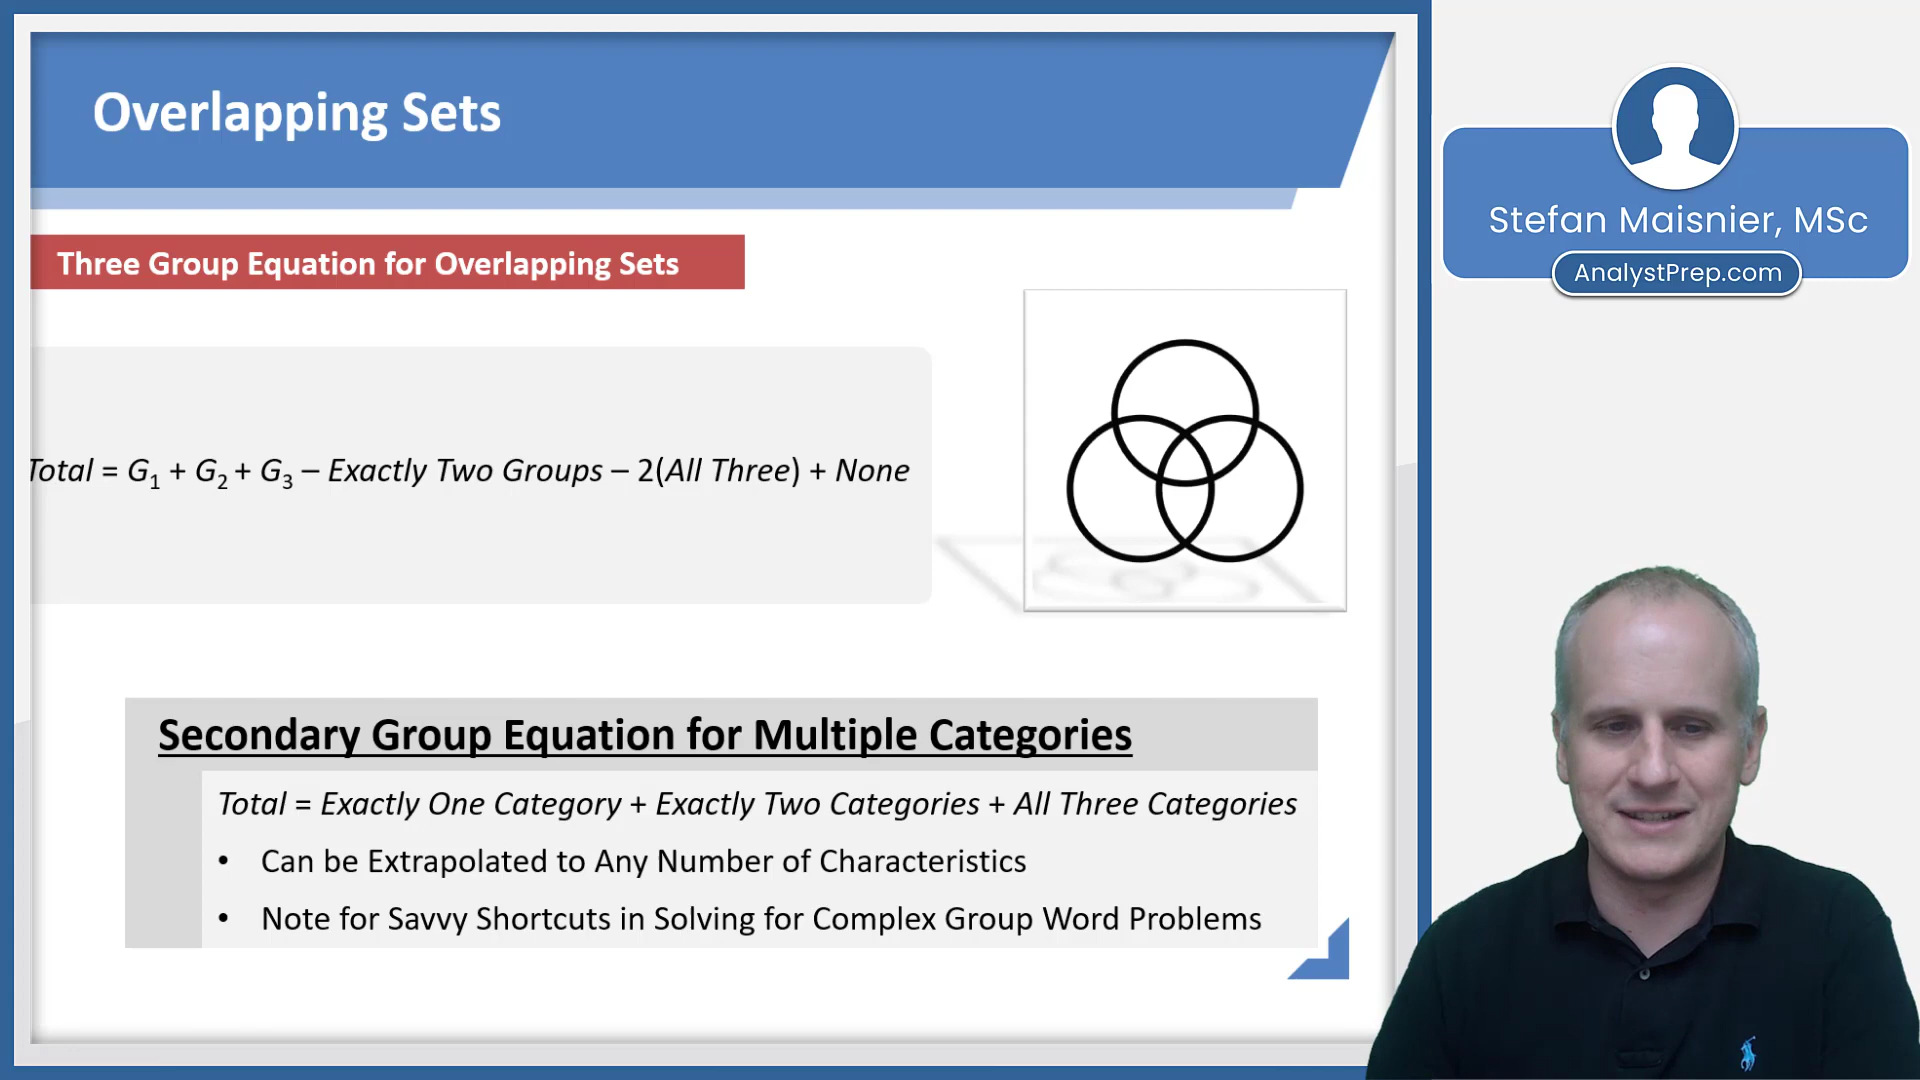 Overlapping Sets
Three Group Equation for Overlapping Sets
Total = G1 + G2 + G3 – Exactly Two Groups – 2(All Three) + None
Secondary Group Equation for Multiple Categories
Total = Exactly One Category + Exactly Two Categories + All Three Categories
• Can be Extrapolated to Any Number of Characteristics
• Note for Savvy Shortcuts in Solving for Complex Group Word Problems
Stefan Maisnier, MSc
AnalystPrep.com